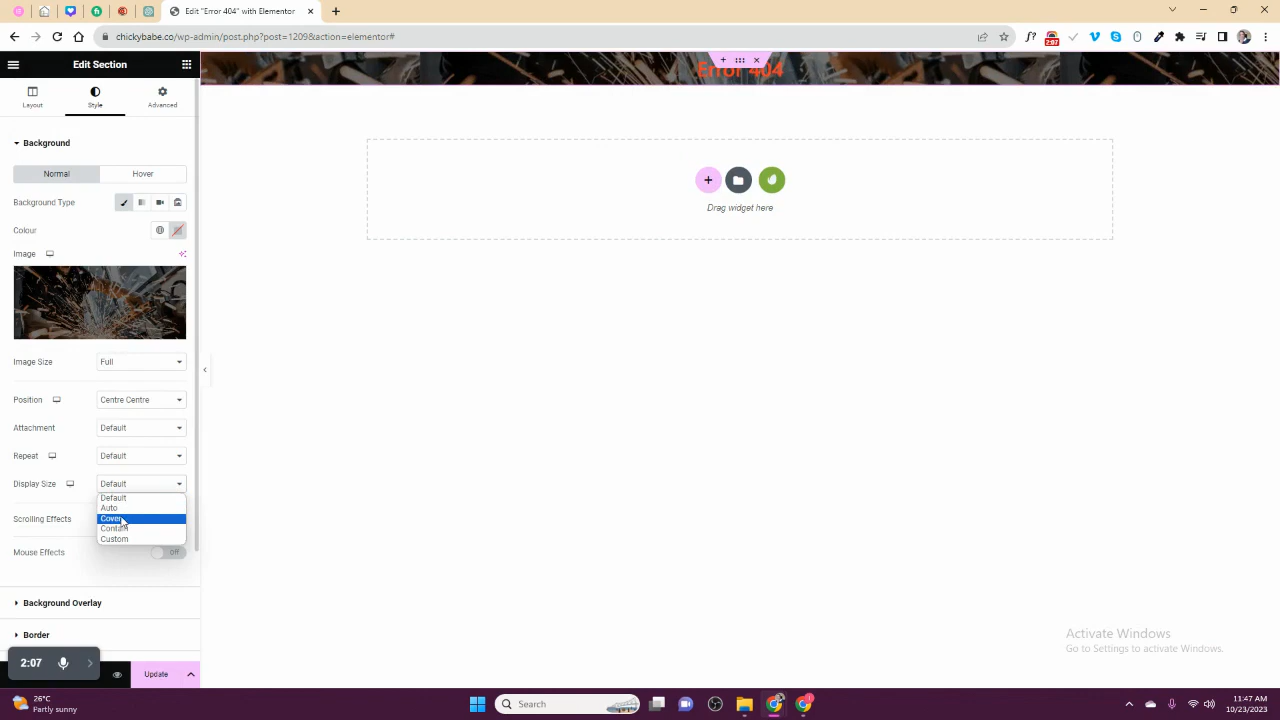 Edit "Error 404" with Elementor
chickybabe.co/wp-admin/post.php?post=1209&action=elementor#
f?
2:07
Edit Section
Error 404
Layout
Style
Advanced
Background
Normal
Hover
Background Type
Colour
Image
Drag widget here
Image Size
Full
Position
Centre Centre
Attachment
Default
Repeat
Default
Display Size
Default
Default
Auto
Cover
Contain
Custom
Scrolling Effects
Mouse Effects
Off
Background Overlay
Border
2:07
Update
Activate Windows
Go to Settings to activate Windows.
26°C
Partly sunny
Search
11:47 AM
10/23/2023